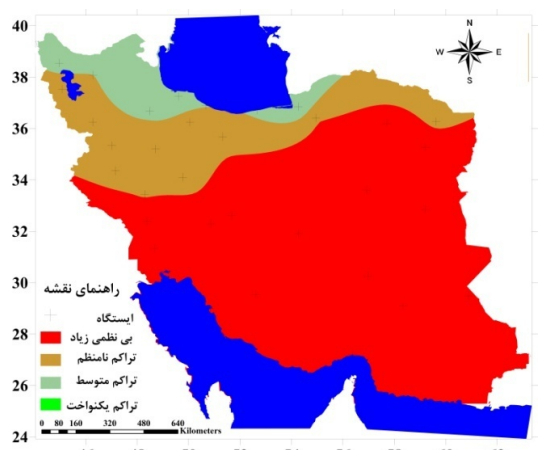 40
38
36
34
32
30
28
26
24
N
W
E
S
راهنمای نقشه
ایستگاه
بی نظمی زیاد
تراکم نامنظم
تراکم متوسط
تراکم یکنواخت
0 80 160 320 480 640
Kilometers